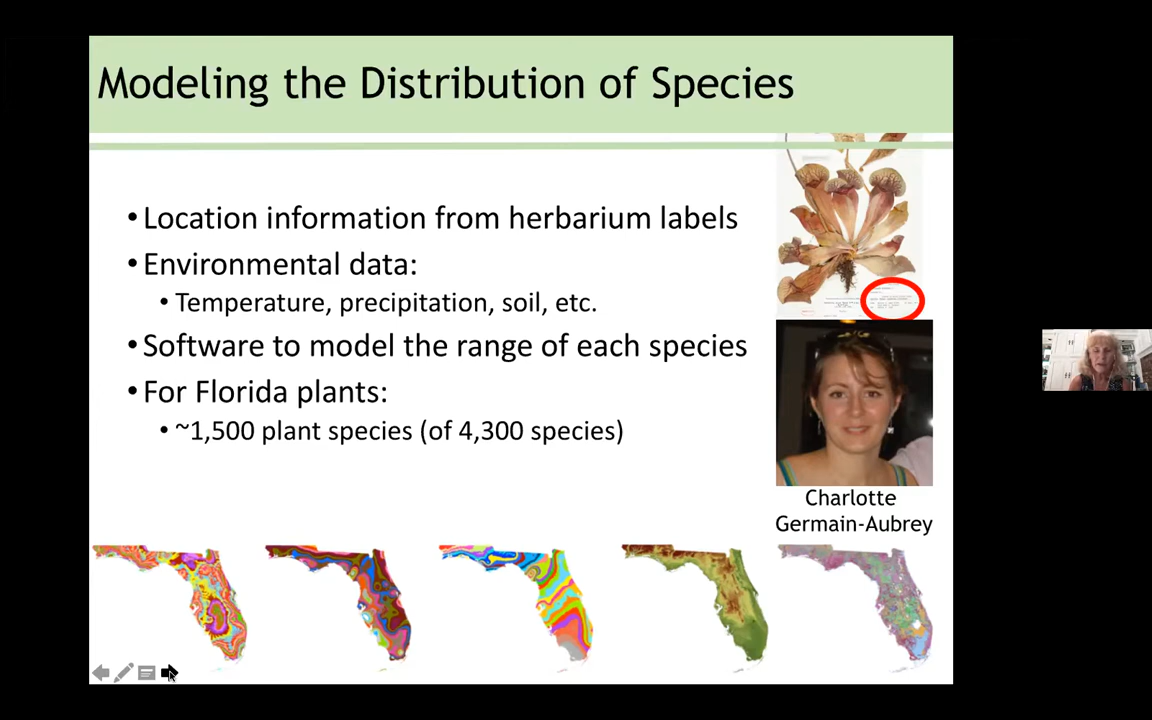 Modeling the Distribution of Species
•Location information from herbarium labels
•Environmental data:
•Temperature, precipitation, soil, etc.
•Software to model the range of each species
•For Florida plants:
•~1,500 plant species (of 4,300 species)
Charlotte
Germain-Aubrey